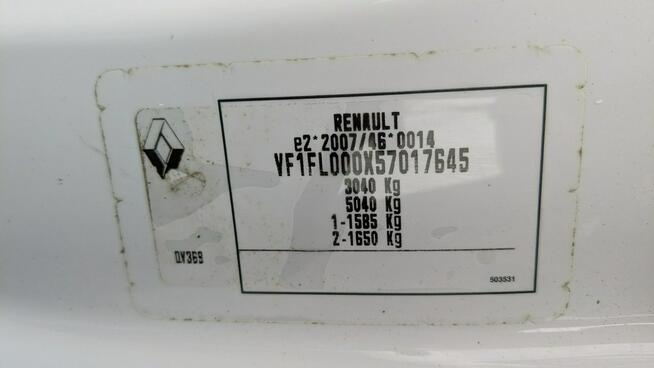 RENAULT
e2*2007/46*0014
VF1FL000X57017645
3040 Kg
5040 Kg
1-1585 Kg
2-1650 Kg
DV369
503531